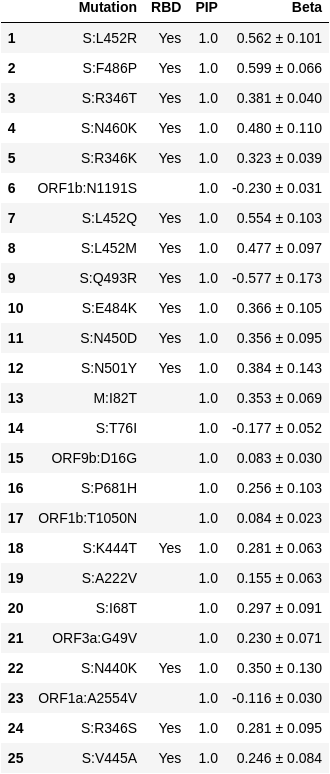 Mutation RBD PIP Beta
1 S:L452R Yes 1.0 0.562 ± 0.101
2 S:F486P Yes 1.0 0.599 ± 0.066
3 S:R346T Yes 1.0 0.381 ± 0.040
4 S:N460K Yes 1.0 0.480 ± 0.110
5 S:R346K Yes 1.0 0.323 ± 0.039
6 ORF1b:N1191S 1.0 -0.230 ± 0.031
7 S:L452Q Yes 1.0 0.554 ± 0.103
8 S:L452M Yes 1.0 0.477 ± 0.097
9 S:Q493R Yes 1.0 -0.577 ± 0.173
10 S:E484K Yes 1.0 0.366 ± 0.105
11 S:N450D Yes 1.0 0.356 ± 0.095
12 S:N501Y Yes 1.0 0.384 ± 0.143
13 M:I82T 1.0 0.353 ± 0.069
14 S:T76I 1.0 -0.177 ± 0.052
15 ORF9b:D16G 1.0 0.083 ± 0.030
16 S:P681H 1.0 0.256 ± 0.103
17 ORF1b:T1050N 1.0 0.084 ± 0.023
18 S:K444T Yes 1.0 0.281 ± 0.063
19 S:A222V 1.0 0.155 ± 0.063
20 S:I68T 1.0 0.297 ± 0.091
21 ORF3a:G49V 1.0 0.230 ± 0.071
22 S:N440K Yes 1.0 0.350 ± 0.130
23 ORF1a:A2554V 1.0 -0.116 ± 0.030
24 S:R346S Yes 1.0 0.281 ± 0.095
25 S:V445A Yes 1.0 0.246 ± 0.084